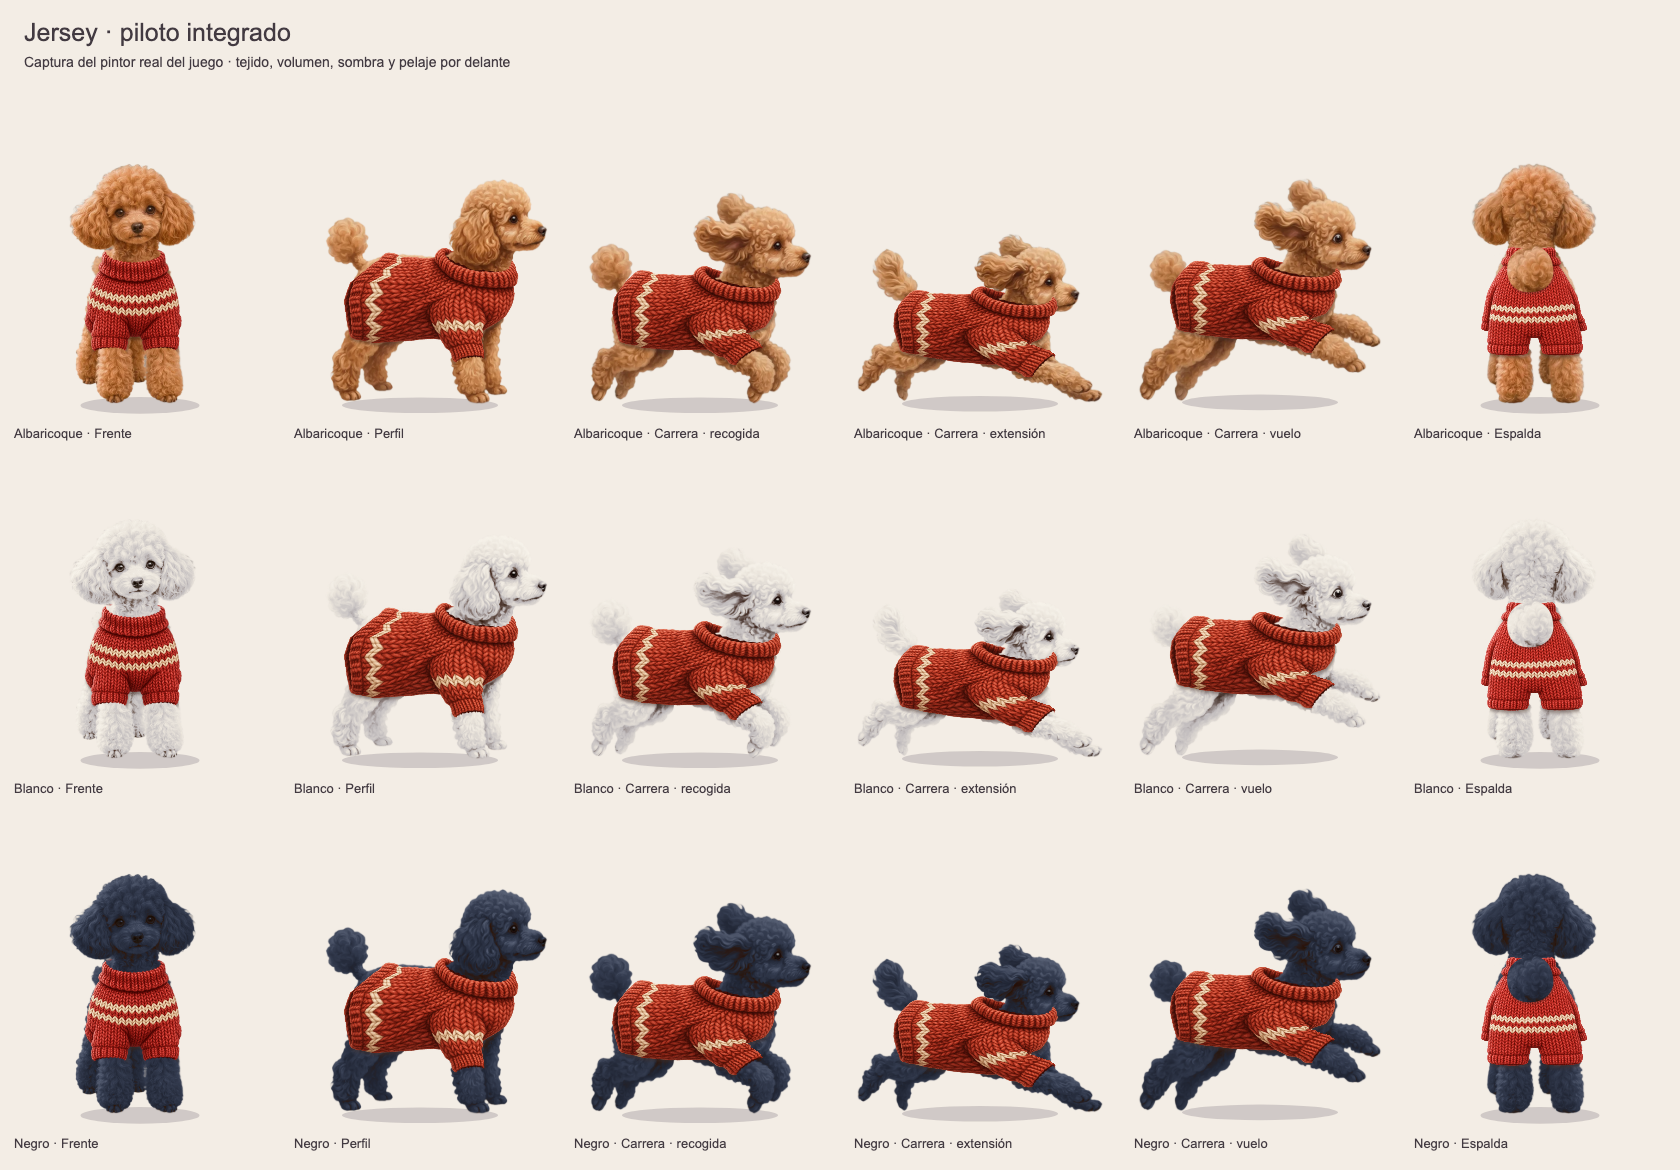 Jersey · piloto integrado
Captura del pintor real del juego · tejido, volumen, sombra y pelaje por delante
Albaricoque · Frente
Albaricoque · Perfil
Albaricoque · Carrera · recogida
Albaricoque · Carrera · extensión
Albaricoque · Carrera · vuelo
Albaricoque · Espalda
Blanco · Frente
Blanco · Perfil
Blanco · Carrera · recogida
Blanco · Carrera · extensión
Blanco · Carrera · vuelo
Blanco · Espalda
Negro · Frente
Negro · Perfil
Negro · Carrera · recogida
Negro · Carrera · extensión
Negro · Carrera · vuelo
Negro · Espalda